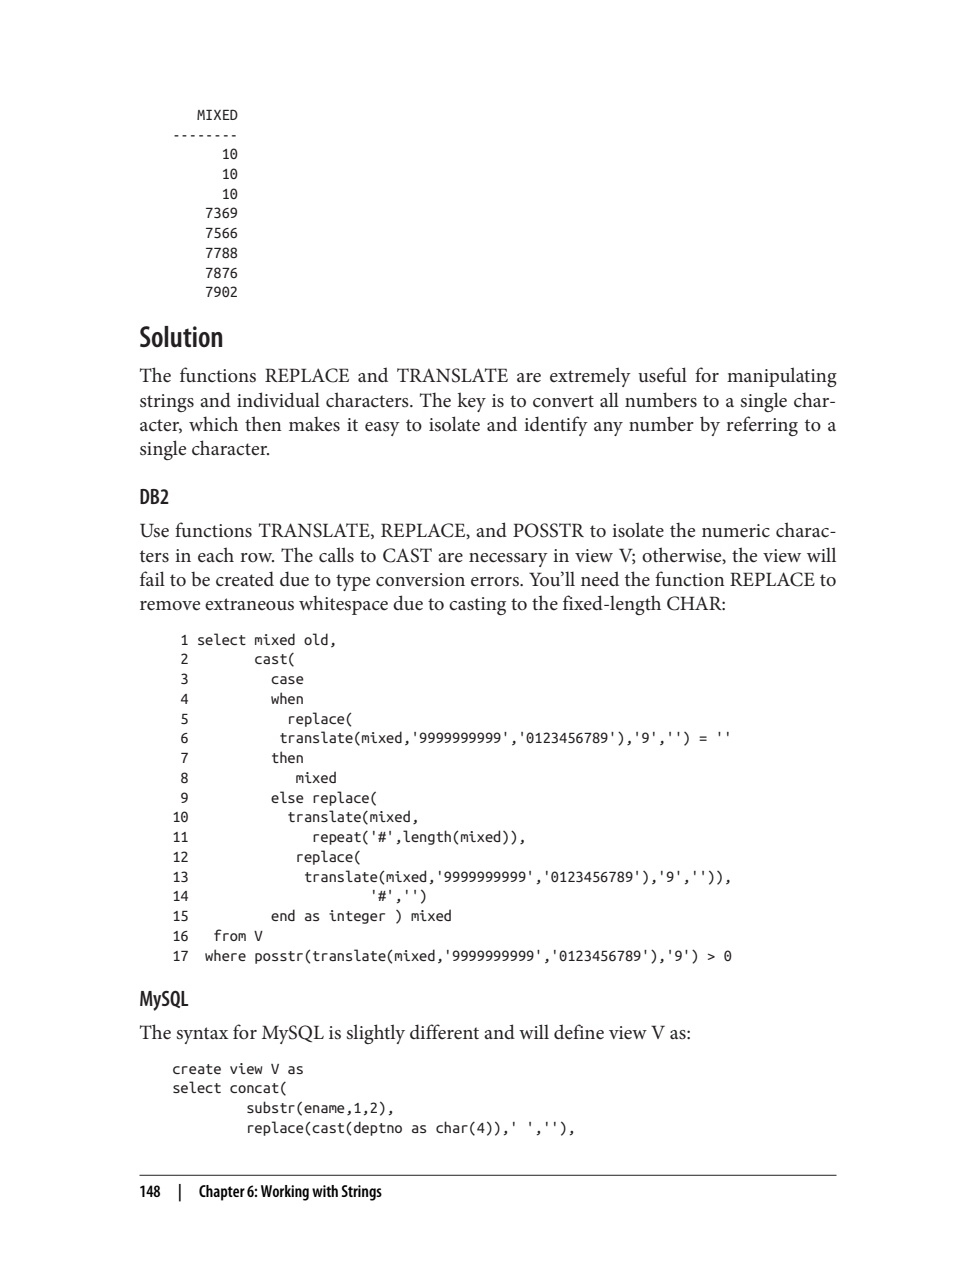 MIXED
--------
10
10
10
7369
7566
7788
7876
7902
Solution
The functions REPLACE and TRANSLATE are extremely useful for manipulating
strings and individual characters. The key is to convert all numbers to a single char-
acter, which then makes it easy to isolate and identify any number by referring to a
single character.
DB2
Use functions TRANSLATE, REPLACE, and POSSTR to isolate the numeric charac-
ters in each row. The calls to CAST are necessary in view V; otherwise, the view will
fail to be created due to type conversion errors. You’ll need the function REPLACE to
remove extraneous whitespace due to casting to the fixed-length CHAR:
1 select mixed old,
2        cast(
3          case
4          when
5            replace(
6           translate(mixed,'9999999999','0123456789'),'9','') = ''
7          then
8             mixed
9          else replace(
10            translate(mixed,
11               repeat('#',length(mixed)),
12             replace(
13              translate(mixed,'9999999999','0123456789'),'9','')),
14                      '#','')
15          end as integer ) mixed
16   from V
17  where posstr(translate(mixed,'9999999999','0123456789'),'9') > 0
MySQL
The syntax for MySQL is slightly different and will define view V as:
create view V as
select concat(
substr(ename,1,2),
replace(cast(deptno as char(4)),' ',''),
148 | Chapter 6: Working with Strings